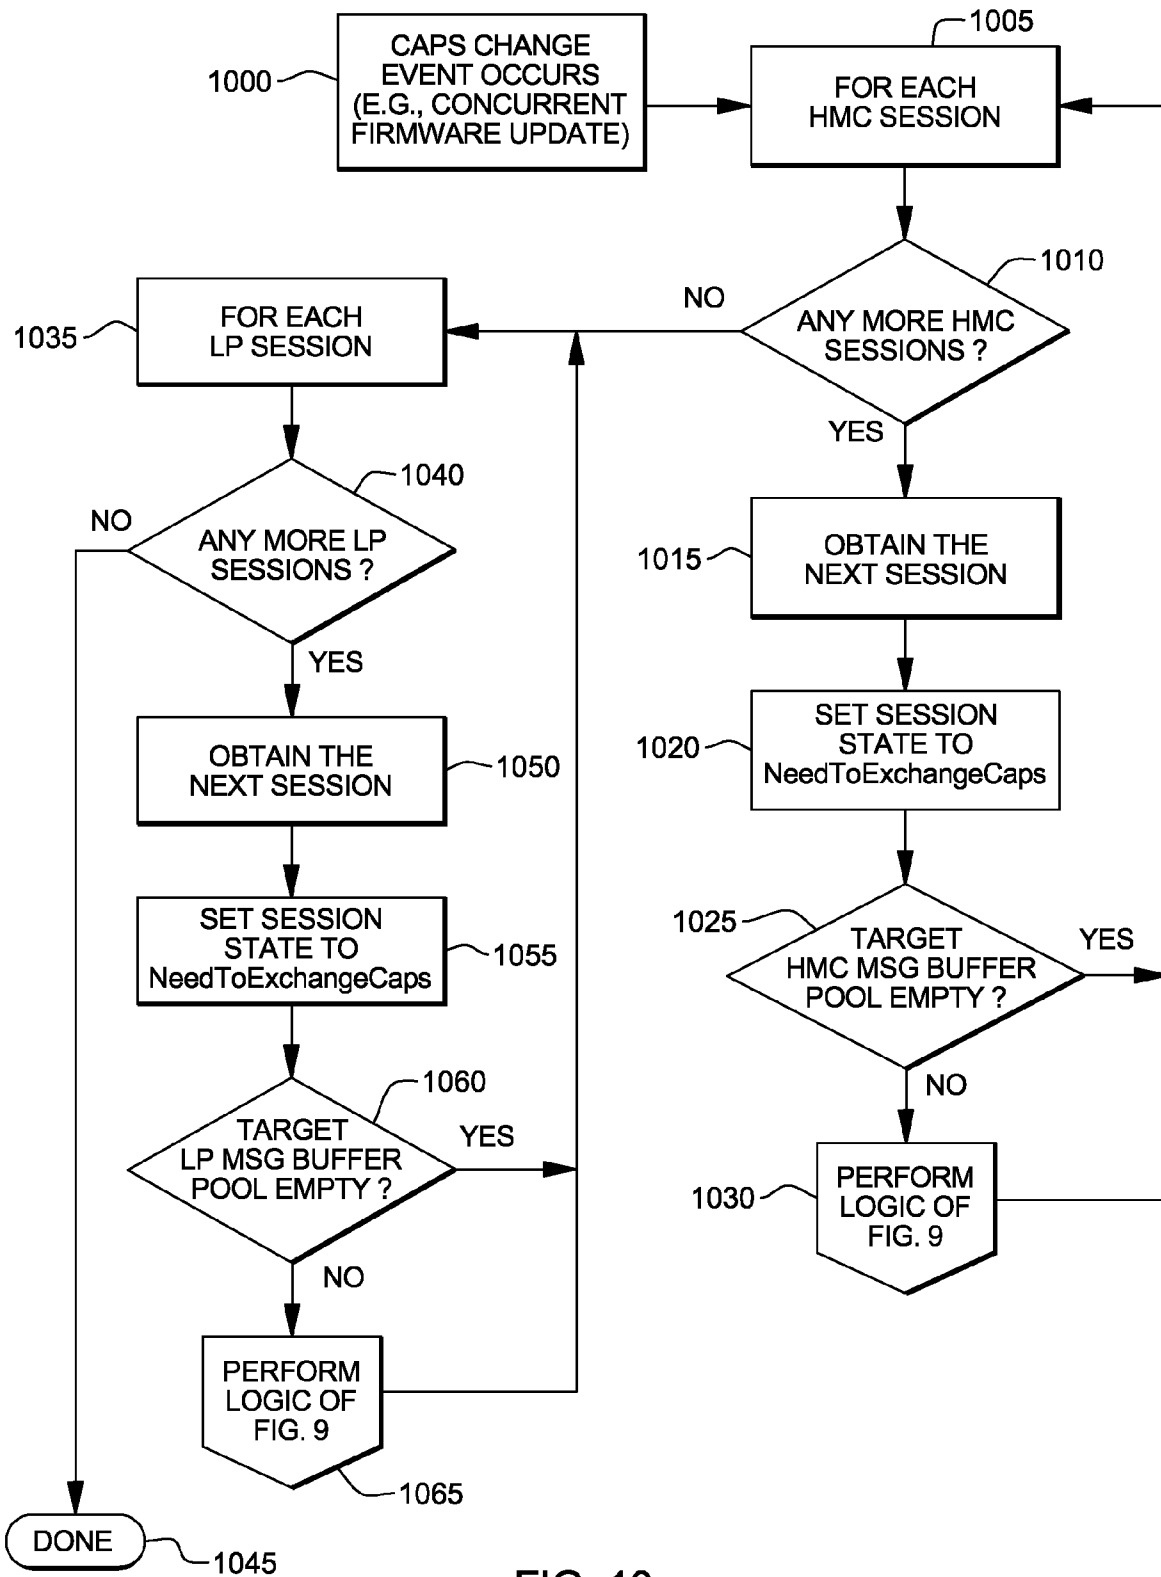 1005
CAPS CHANGE
EVENT OCCURS
(E.G., CONCURRENT
FIRMWARE UPDATE)
1000
FOR EACH
HMC SESSION
1010
ANY MORE HMC
SESSIONS ?
NO
YES
1015
OBTAIN THE
NEXT SESSION
1020
SET SESSION
STATE TO
NeedToExchangeCaps
1025
TARGET
HMC MSG BUFFER
POOL EMPTY ?
YES
NO
1030
PERFORM
LOGIC OF
FIG. 9
1035
FOR EACH
LP SESSION
1040
ANY MORE LP
SESSIONS ?
NO
YES
OBTAIN THE
NEXT SESSION
1050
SET SESSION
STATE TO
NeedToExchangeCaps
1055
1060
TARGET
LP MSG BUFFER
POOL EMPTY ?
YES
NO
PERFORM
LOGIC OF
FIG. 9
1065
DONE
1045